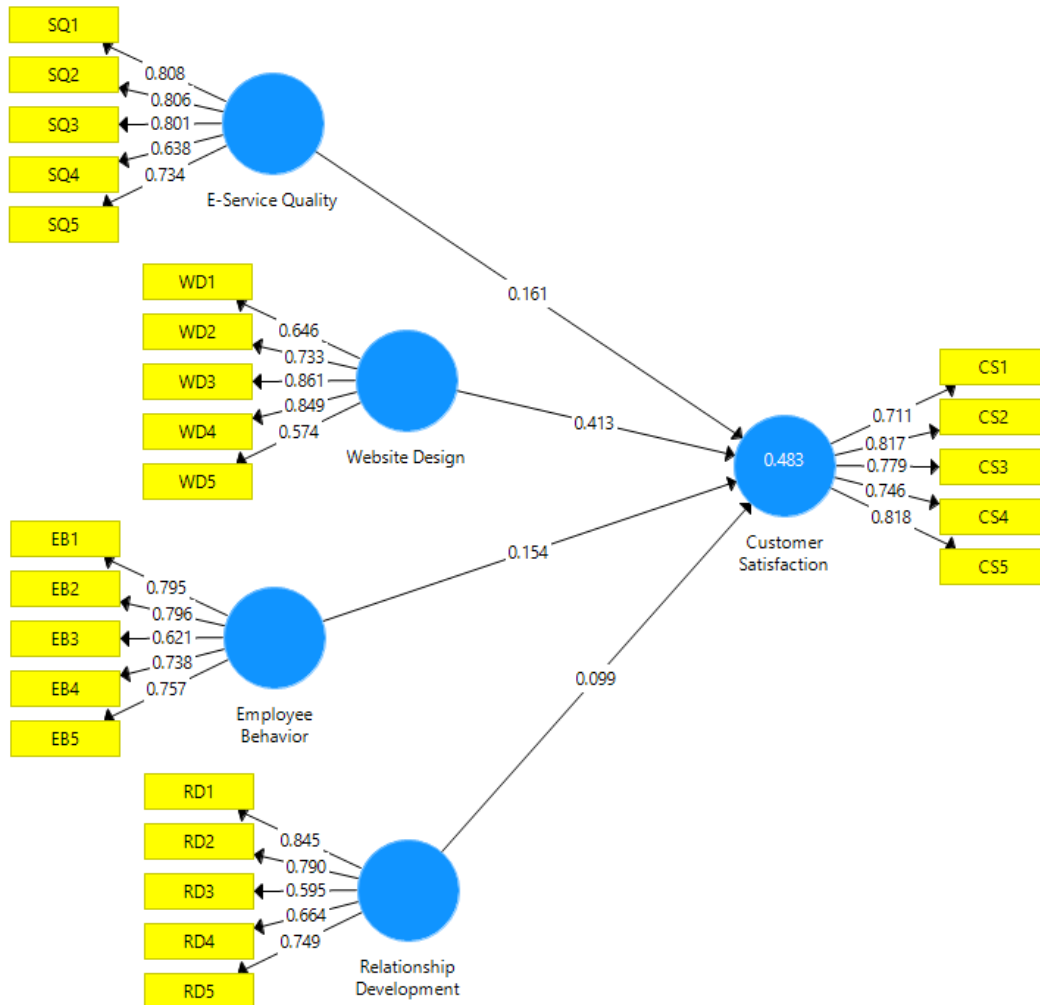 SQ1
SQ2
SQ3
SQ4
SQ5
0.808
0.806
0.801
0.638
0.734
E-Service Quality
0.161
WD1
WD2
WD3
WD4
WD5
0.646
0.733
0.861
0.849
0.574
Website Design
0.413
EB1
EB2
EB3
EB4
EB5
0.795
0.796
0.621
0.738
0.757
Employee
Behavior
0.154
RD1
RD2
RD3
RD4
RD5
0.845
0.790
0.595
0.664
0.749
Relationship
Development
0.099
0.483
Customer
Satisfaction
0.711
0.817
0.779
0.746
0.818
CS1
CS2
CS3
CS4
CS5